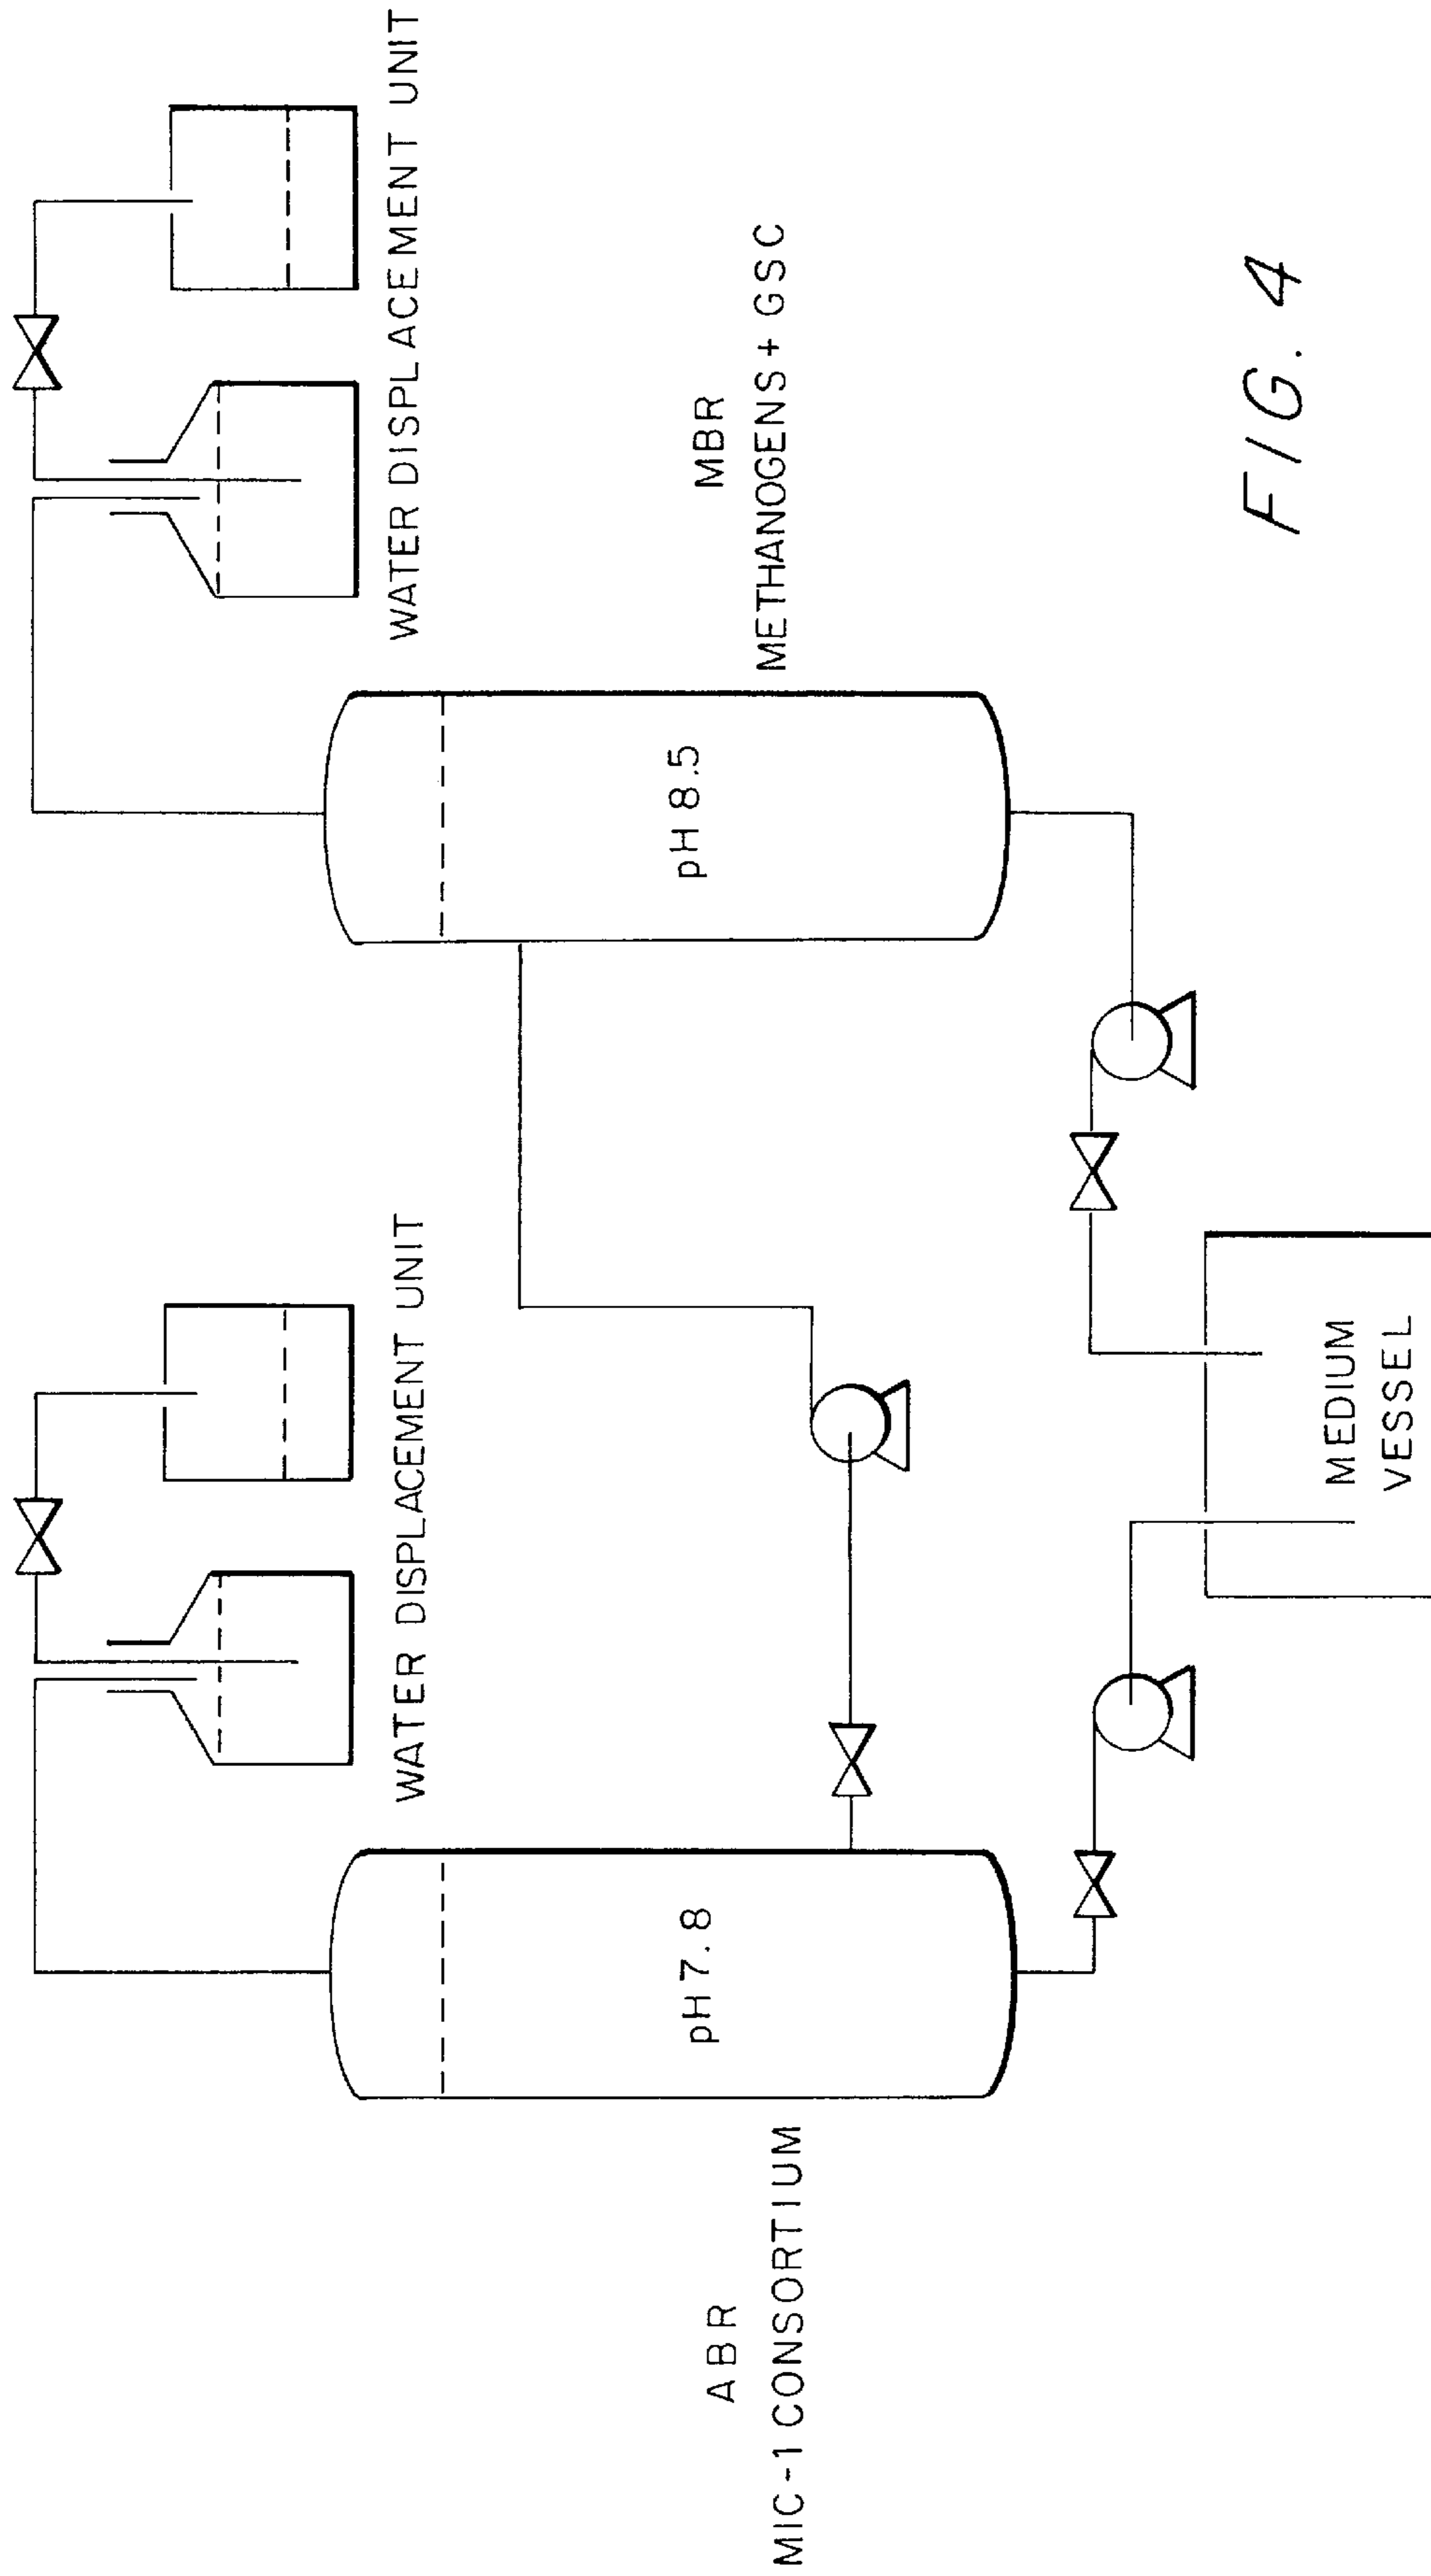 WATER DISPLACEMENT UNIT
WATER DISPLACEMENT UNIT
ABR
MIC-1 CONSORTIUM
pH 7.8
pH 8.5
MBR
METHANOGENS + GSC
MEDIUM
VESSEL
FIG. 4